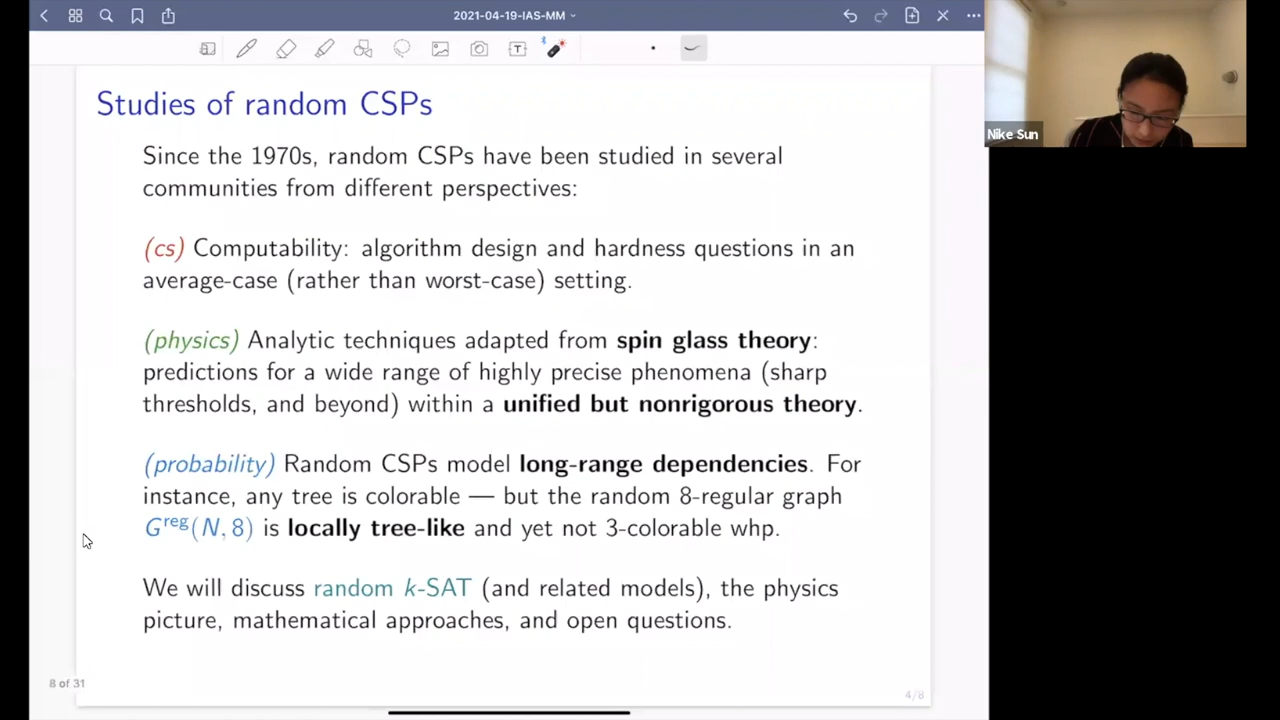 2021-04-19-IAS-MM
T
Studies of random CSPs
Since the 1970s, random CSPs have been studied in several
communities from different perspectives:
(cs) Computability: algorithm design and hardness questions in an
average-case (rather than worst-case) setting.
(physics) Analytic techniques adapted from spin glass theory:
predictions for a wide range of highly precise phenomena (sharp
thresholds, and beyond) within a unified but nonrigorous theory.
(probability) Random CSPs model long-range dependencies. For
instance, any tree is colorable — but the random 8-regular graph
G^reg(N, 8) is locally tree-like and yet not 3-colorable whp.
We will discuss random k-SAT (and related models), the physics
picture, mathematical approaches, and open questions.
8 of 31
4/8
Nike Sun